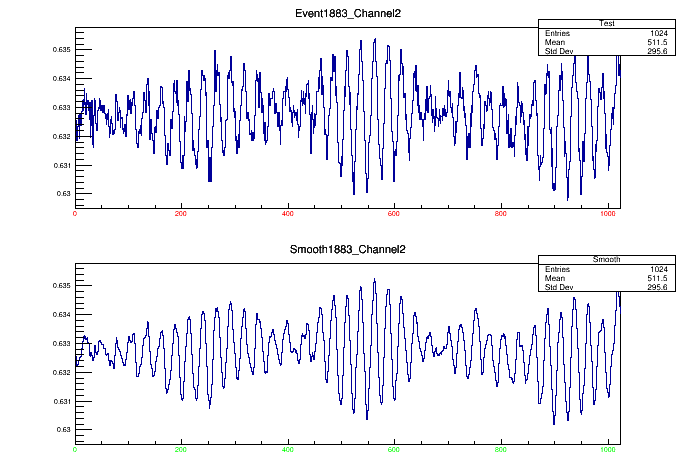 Event1883_Channel2
Test
Entries 1024
Mean 511.5
Std Dev 295.6
0.635
0.634
0.633
0.632
0.631
0.63
0 200 400 600 800 1000
Smooth1883_Channel2
Smooth
Entries 1024
Mean 511.5
Std Dev 295.6
0.635
0.634
0.633
0.632
0.631
0.63
0 200 400 600 800 1000